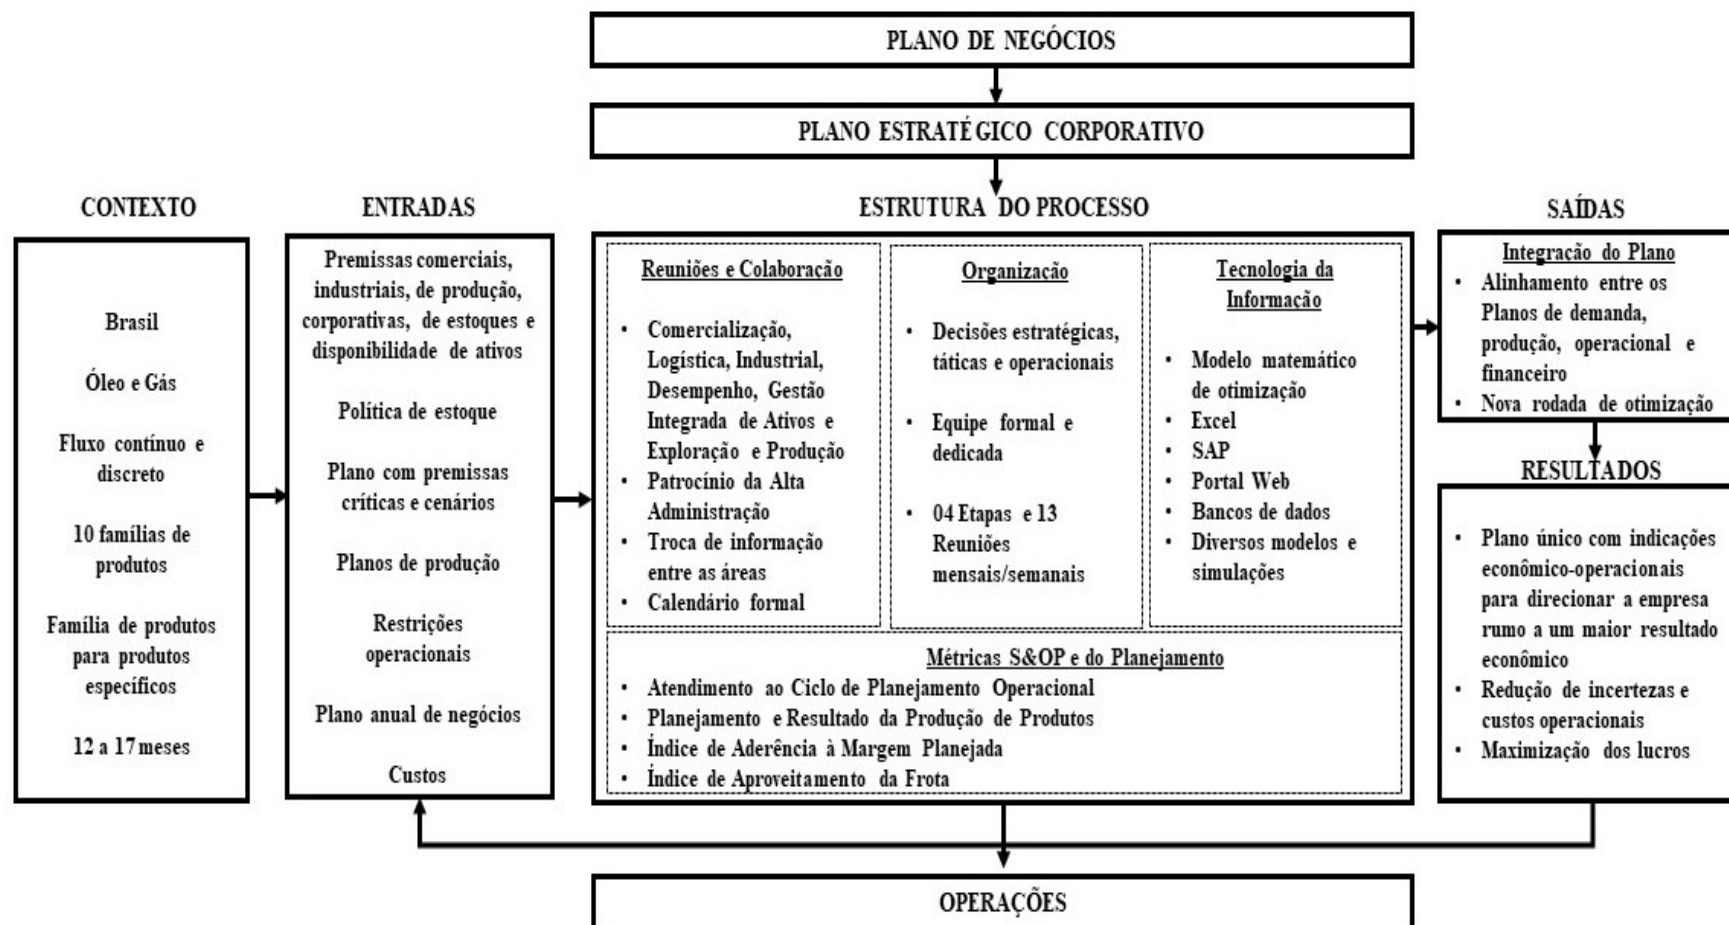 PLANO DE NEGÓCIOS
PLANO ESTRATÉGICO CORPORATIVO
CONTEXTO
Brasil
Óleo e Gás
Fluxo contínuo e
discreto
10 famílias de
produtos
Família de produtos
para produtos
específicos
12 a 17 meses
ENTRADAS
Premissas comerciais,
industriais, de produção,
corporativas, de estoques e
disponibilidade de ativos
Política de estoque
Plano com premissas
críticas e cenários
Planos de produção
Restrições
operacionais
Plano anual de negócios
Custos
ESTRUTURA DO PROCESSO
Reuniões e Colaboração
• Comercialização,
Logística, Industrial,
Desempenho, Gestão
Integrada de Ativos e
Exploração e Produção
• Patrocínio da Alta
Administração
• Troca de informação
entre as áreas
• Calendário formal
Organização
• Decisões estratégicas,
táticas e operacionais
• Equipe formal e
dedicada
• 04 Etapas e 13
Reuniões
mensais/semanais
Tecnologia da
Informação
• Modelo matemático
de otimização
• Excel
• SAP
• Portal Web
• Bancos de dados
• Diversos modelos e
simulações
Métricas S&OP e do Planejamento
• Atendimento ao Ciclo de Planejamento Operacional
• Planejamento e Resultado da Produção de Produtos
• Índice de Aderência à Margem Planejada
• Índice de Aproveitamento da Frota
SAÍDAS
Integração do Plano
• Alinhamento entre os
Planos de demanda,
produção, operacional e
financeiro
• Nova rodada de otimização
RESULTADOS
• Plano único com indicações
econômico-operacionais
para direcionar a empresa
rumo a um maior resultado
econômico
• Redução de incertezas e
custos operacionais
• Maximização dos lucros
OPERAÇÕES